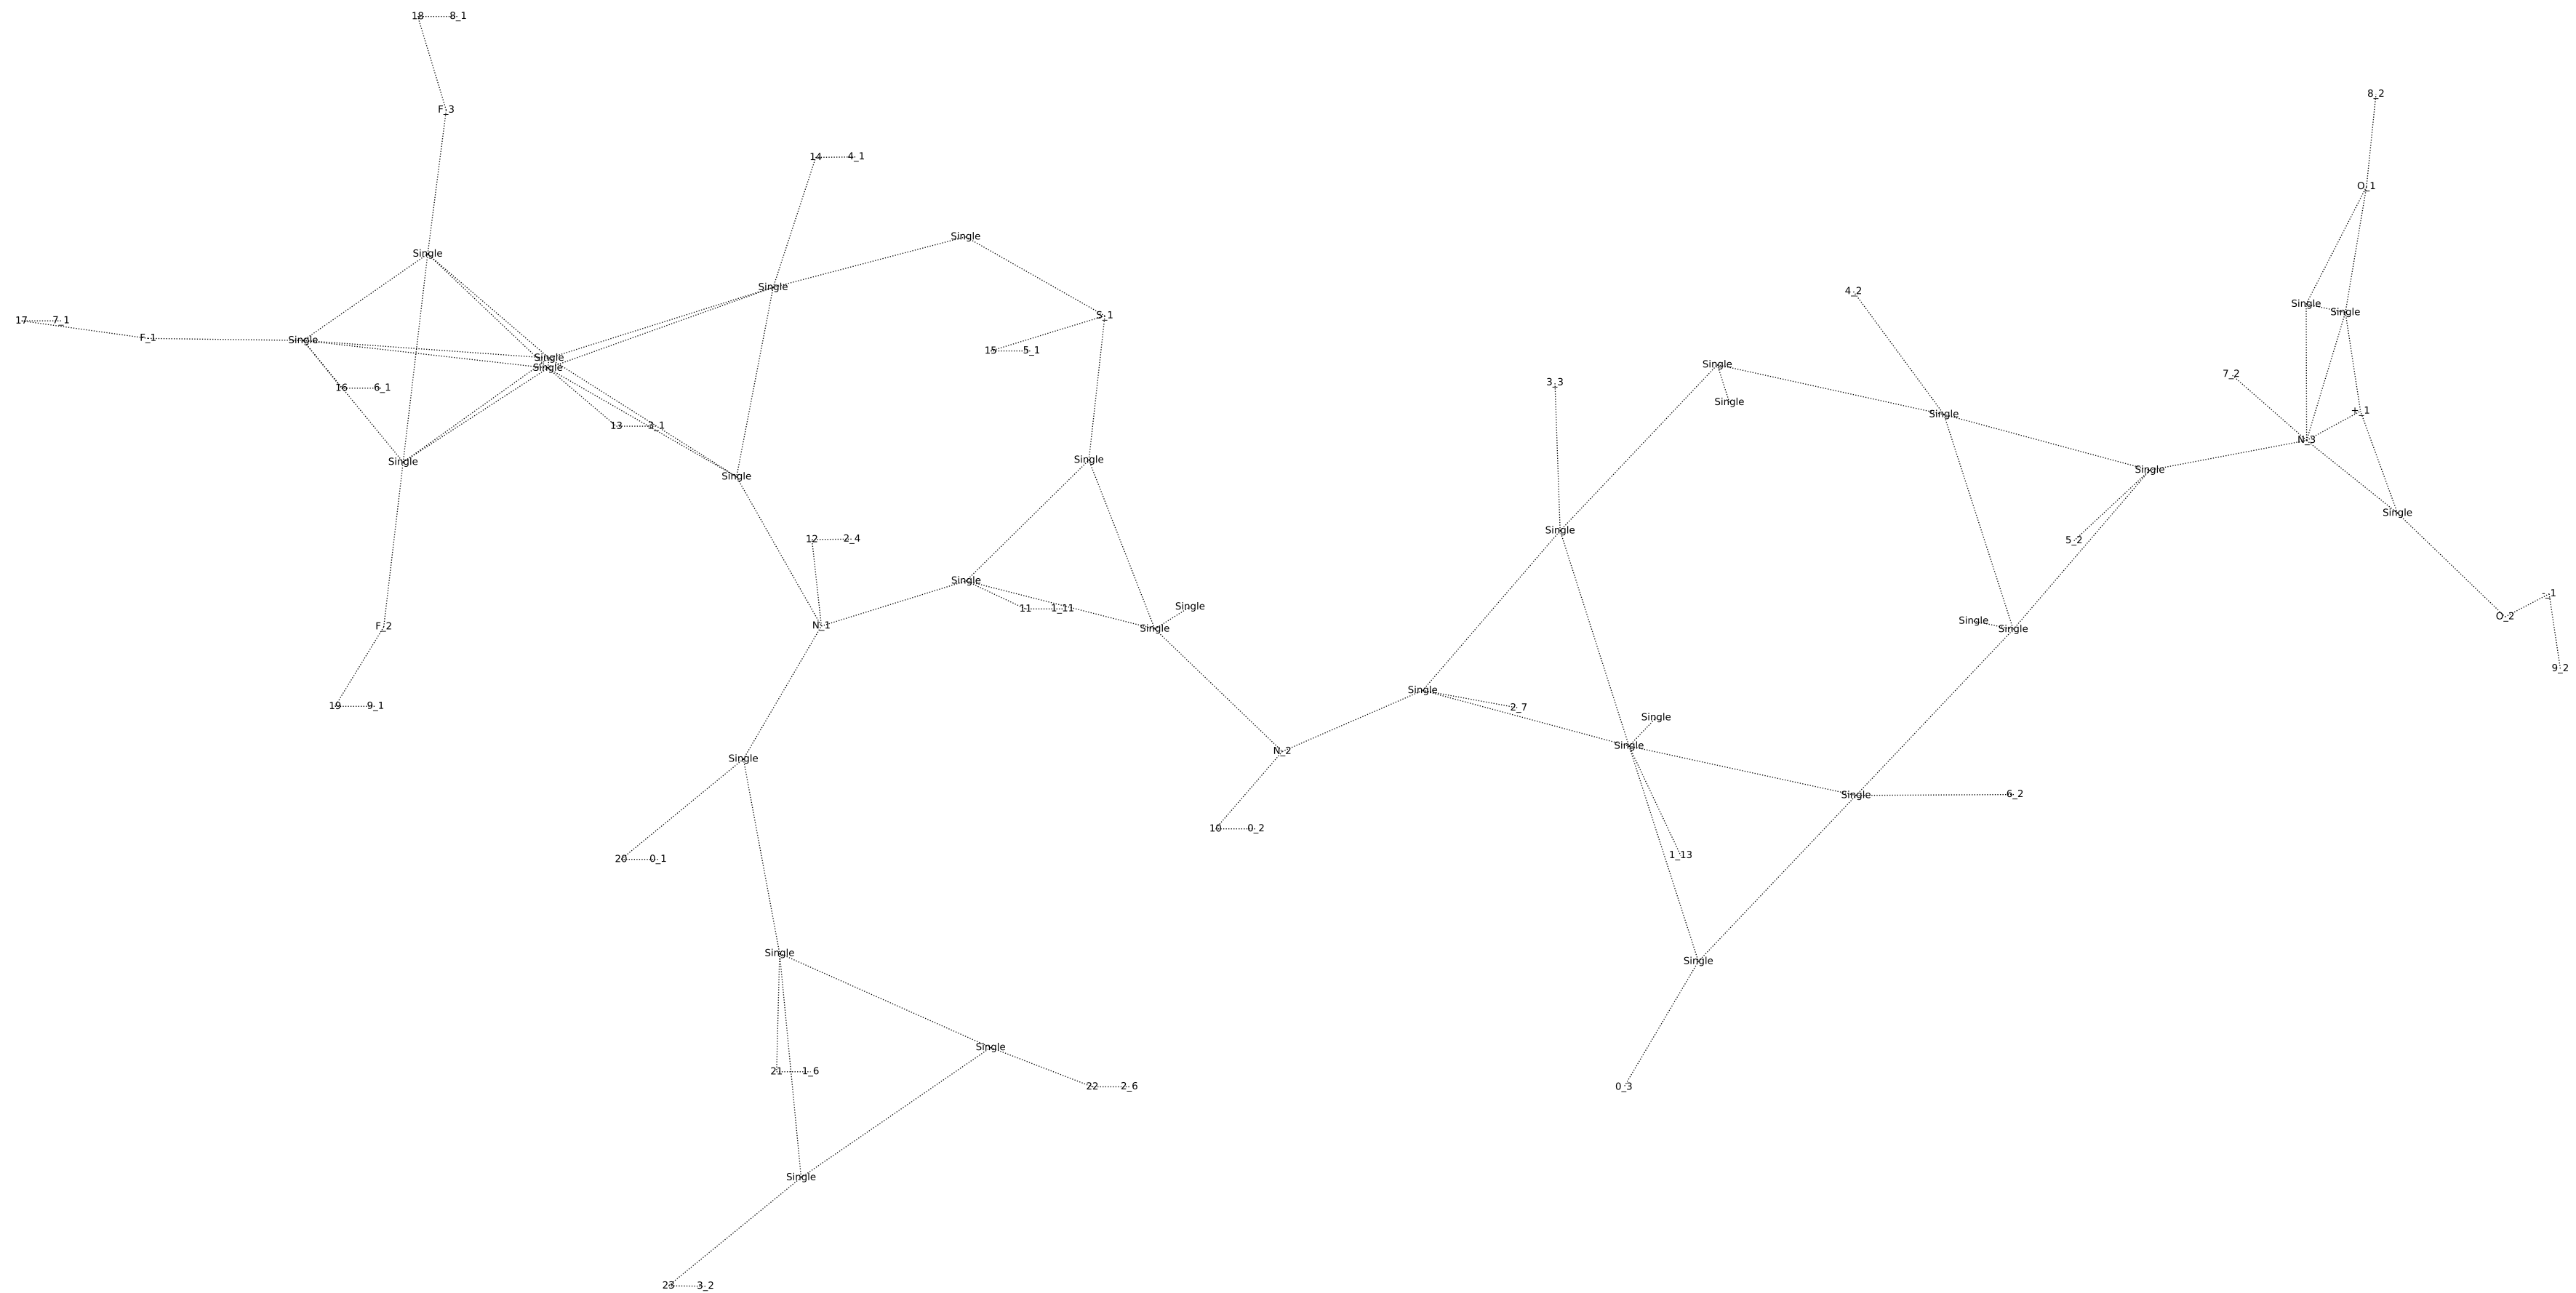 18 8_1
8_2
F_3
14 4_1
O_1
Single
Single
Single
Single
Single
S_1
4_2
17 7_1
F_1
Single
15 5_1
Single
Single
Single
7_2
3_3
16 6_1
Single
+_1
Single
13 3_1
N_3
Single
Single
Single
Single
Single
Single
12 2_4
5_2
Single
-_1
Single
11 1_11
O_2
Single
N_1
F_2
Single
Single
9_2
Single
19 9_1
2_7
Single
Single
N_2
Single
Single
6_2
10 0_2
1_13
20 0_1
Single
Single
Single
21 1_6
22 2_6
0_3
Single
23 3_2